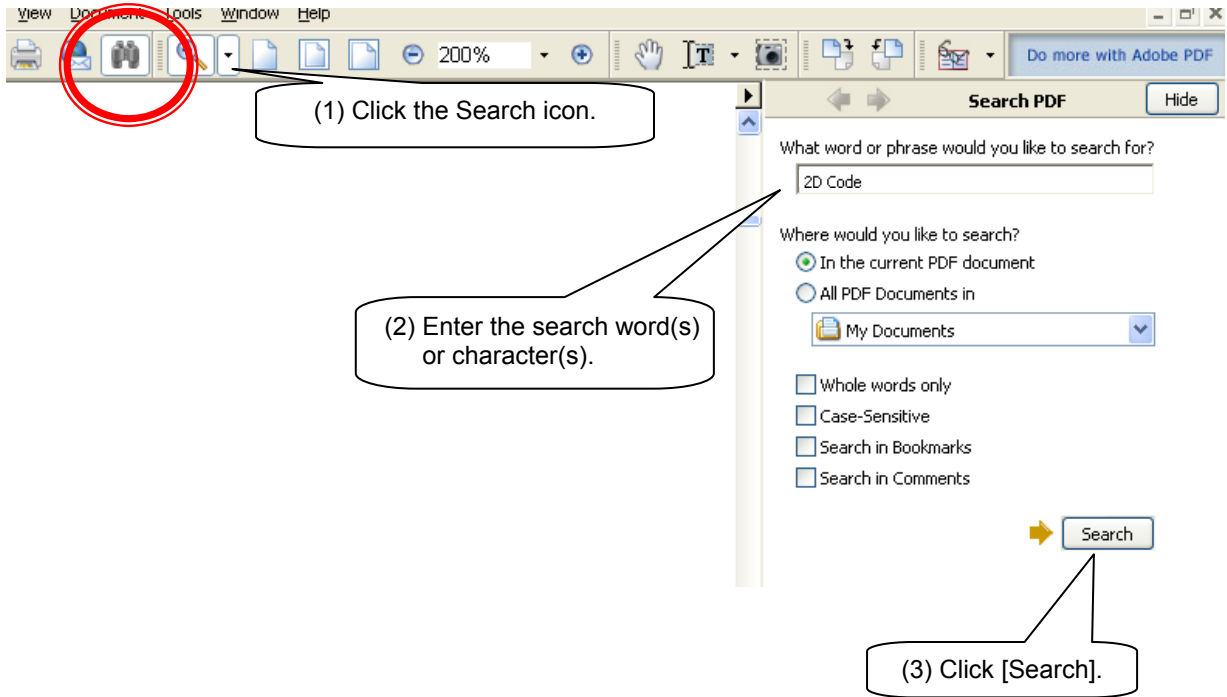 View Document Tools Window Help
200%
Do more with Adobe PDF
Search PDF
Hide
(1) Click the Search icon.
What word or phrase would you like to search for?
2D Code
Where would you like to search?
In the current PDF document
All PDF Documents in
My Documents
(2) Enter the search word(s)
or character(s).
Whole words only
Case-Sensitive
Search in Bookmarks
Search in Comments
Search
(3) Click [Search].